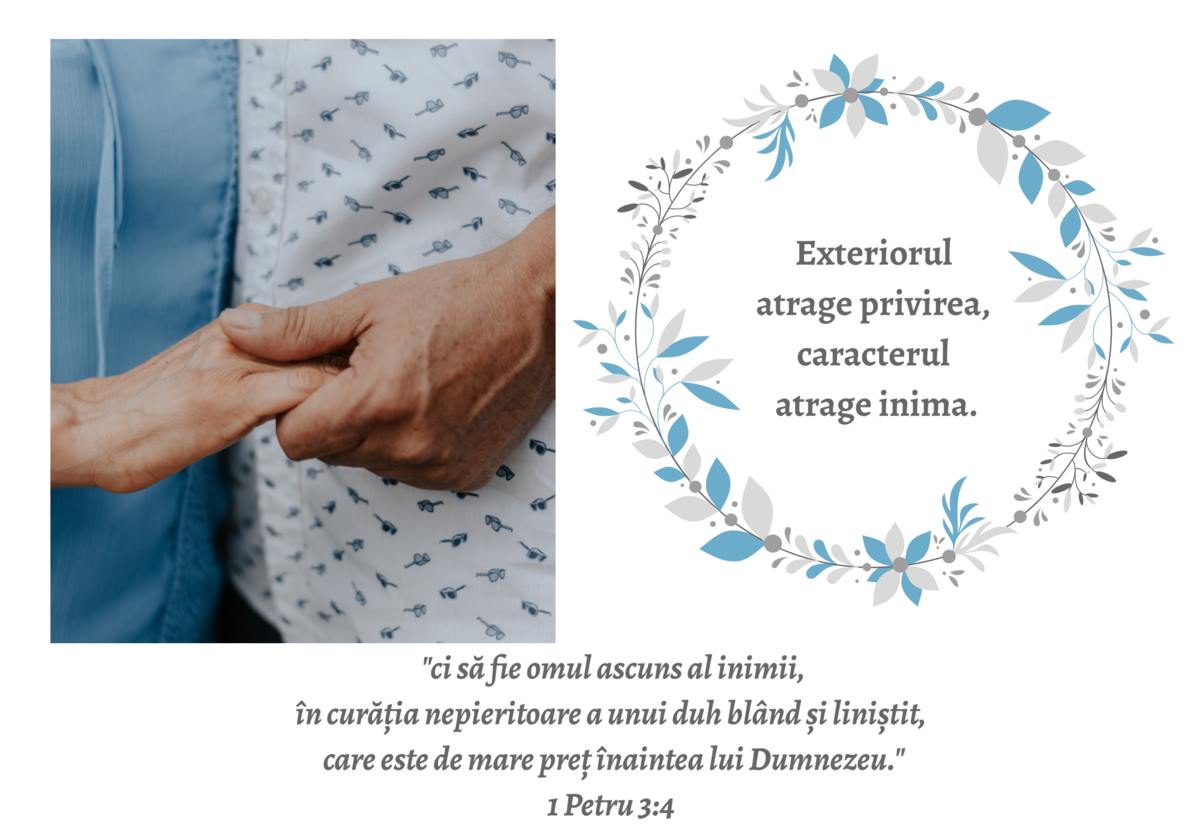 Exteriorul
atrage privirea,
caracterul
atrage inima.
"ci să fie omul ascuns al inimii,
în curăția nepieritoare a unui duh blând și liniștit,
care este de mare preț înaintea lui Dumnezeu."
1 Petru 3:4